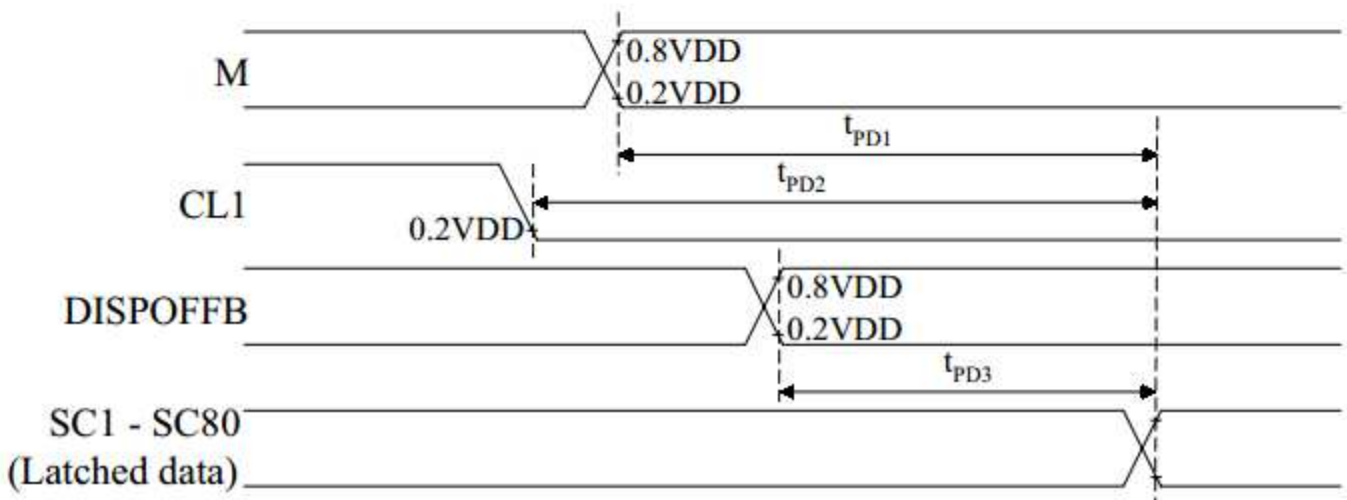 M
0.8VDD
0.2VDD
tPD1
tPD2
CL1
0.2VDD
DISPOFFB
0.8VDD
0.2VDD
tPD3
SC1 - SC80
(Latched data)